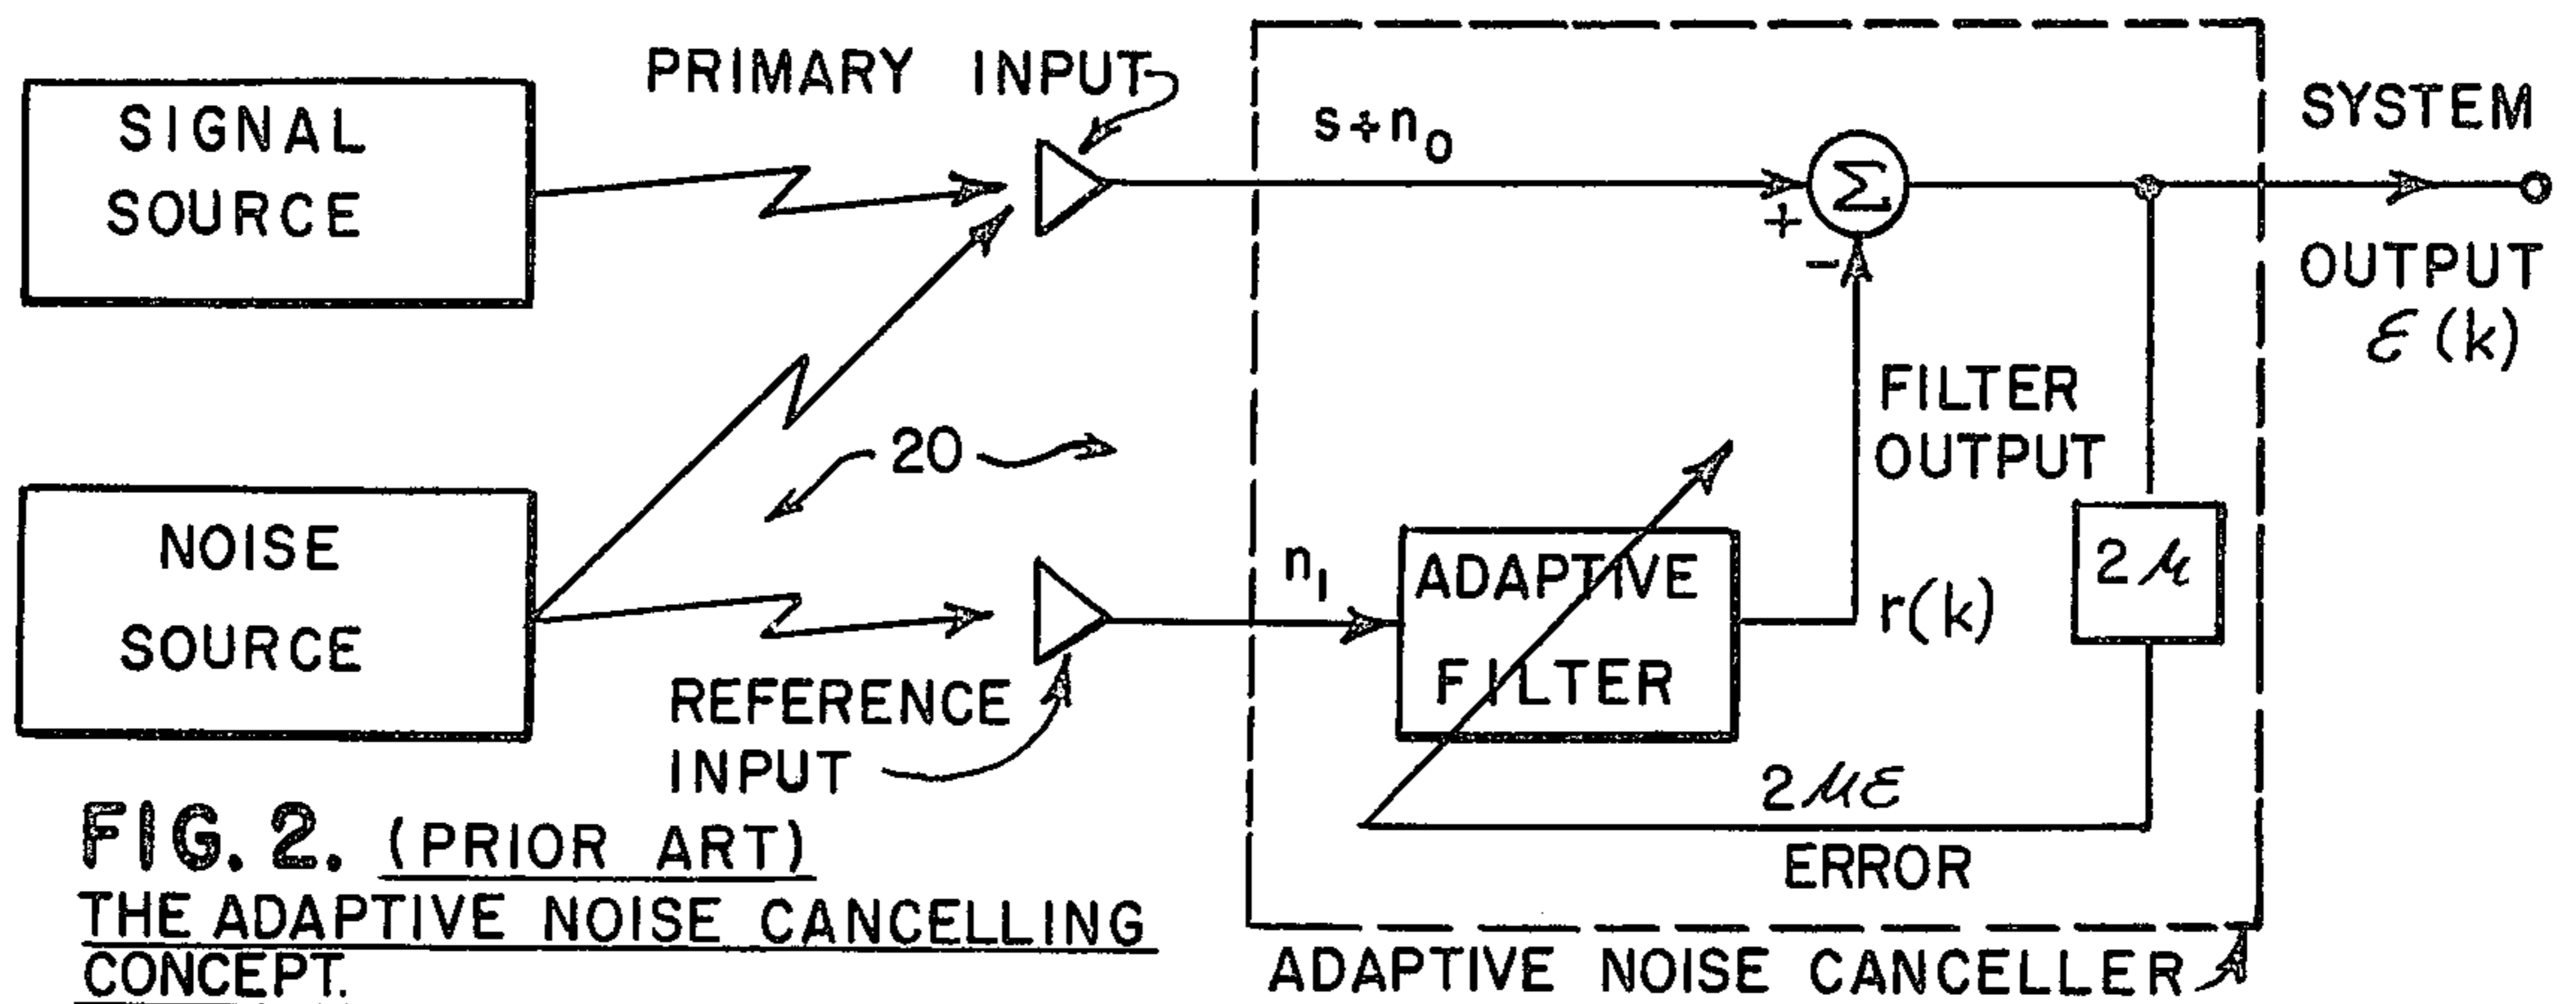 SIGNAL
SOURCE
PRIMARY INPUT
s+n₀
+
Σ
-
SYSTEM
OUTPUT
ℰ(k)
NOISE
SOURCE
20
REFERENCE
INPUT
n₁
ADAPTIVE
FILTER
FILTER
OUTPUT
r(k)
2μ
2με
ERROR
ADAPTIVE NOISE CANCELLER
FIG. 2. (PRIOR ART)
THE ADAPTIVE NOISE CANCELLING
CONCEPT.